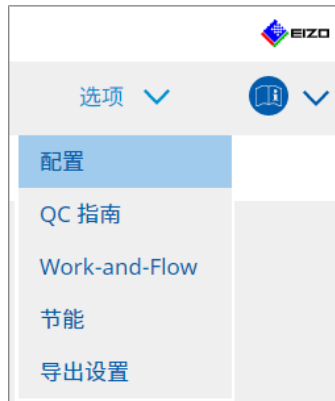 EIZO
选项
配置
QC 指南
Work-and-Flow
节能
导出设置